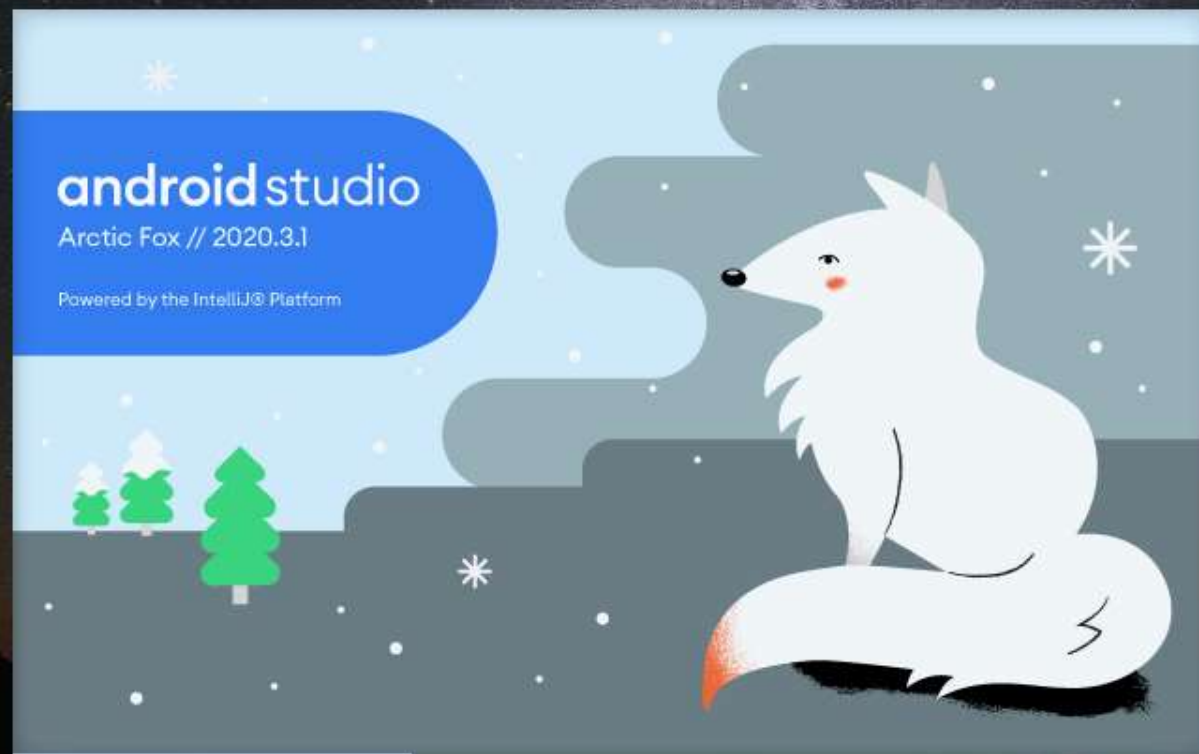 android studio
Arctic Fox // 2020.3.1
Powered by the IntelliJ® Platform